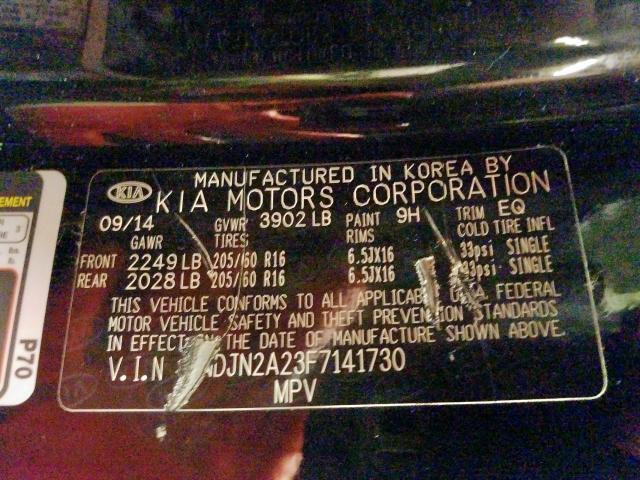 MANUFACTURED IN KOREA BY
KIA KIA MOTORS CORPORATION
09/14 GVWR 3902 LB PAINT 9H TRIM EQ
GAWR TIRES RIMS COLD TIRE INFL
FRONT 2249 LB 205/60 R16 6.5JX16 33psi SINGLE
REAR 2028 LB 205/60 R16 6.5JX16 33psi SINGLE
THIS VEHICLE CONFORMS TO ALL FEDERAL
MOTOR VEHICLE SAFETY AND THEFT PREVENTION STANDARDS
IN EFFECT THE DATE OF MANUFACTURE SHOWN ABOVE.
V.I.N DJN2A23F7141730
MPV
P70